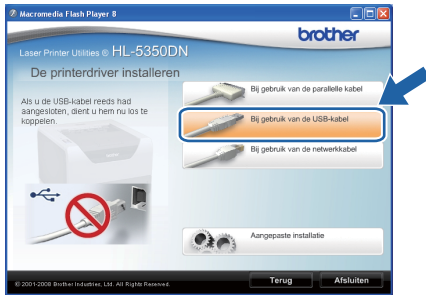 Macromedia Flash Player 8
brother
Laser Printer Utilities © HL-5350DN
De printerdriver installeren
Als u de USB-kabel reeds had
aangesloten, dient u hem nu los te
koppelen.
Bij gebruik van de parallelle kabel
Bij gebruik van de USB-kabel
Bij gebruik van de netwerkkabel
Aangepaste installatie
© 2001-2008 Brother Industries, Ltd. All Rights Reserved.
Terug
Afsluiten